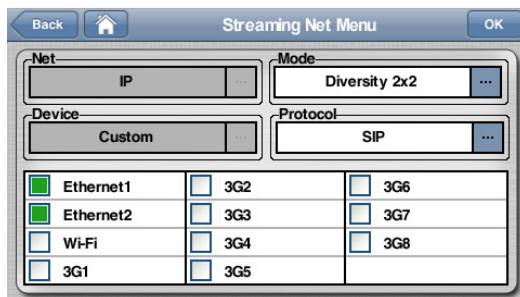 Back Streaming Net Menu OK
Net Mode
IP ... Diversity 2x2 ...
Device Protocol
Custom ... SIP ...
Ethernet1 3G2 3G6
Ethernet2 3G3 3G7
Wi-Fi 3G4 3G8
3G1 3G5